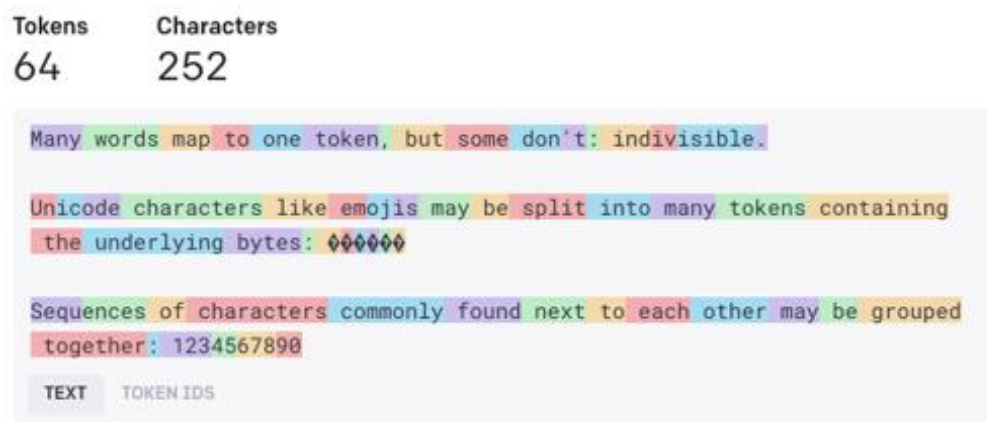 Tokens Characters
64 252
Many words map to one token, but some don't: indivisible.
Unicode characters like emojis may be split into many tokens containing
the underlying bytes: ������
Sequences of characters commonly found next to each other may be grouped
together: 1234567890
TEXT TOKEN IDS